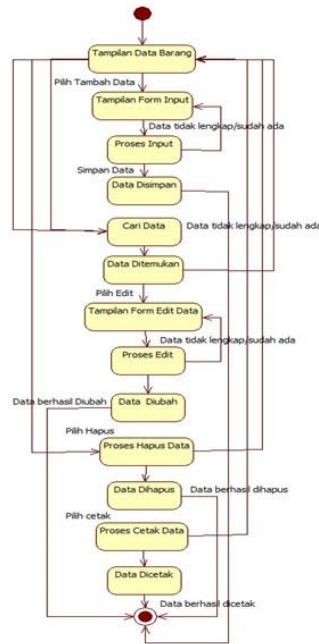 Tampilan Data Barang
Pilih Tambah Data
Tampilan Form Input
Data tidak lengkap/sudah ada
Proses Input
Simpan Data
Data Disimpan
Cari Data
Data tidak lengkap/sudah ada
Data Ditemukan
Pilih Edit
Tampilan Form Edit Data
Data tidak lengkap/sudah ada
Proses Edit
Data berhasil Diubah
Data Diubah
Pilih Hapus
Proses Hapus Data
Data Dihapus
Data berhasil dihapus
Pilih cetak
Proses Cetak Data
Data Dicetak
Data berhasil dicetak